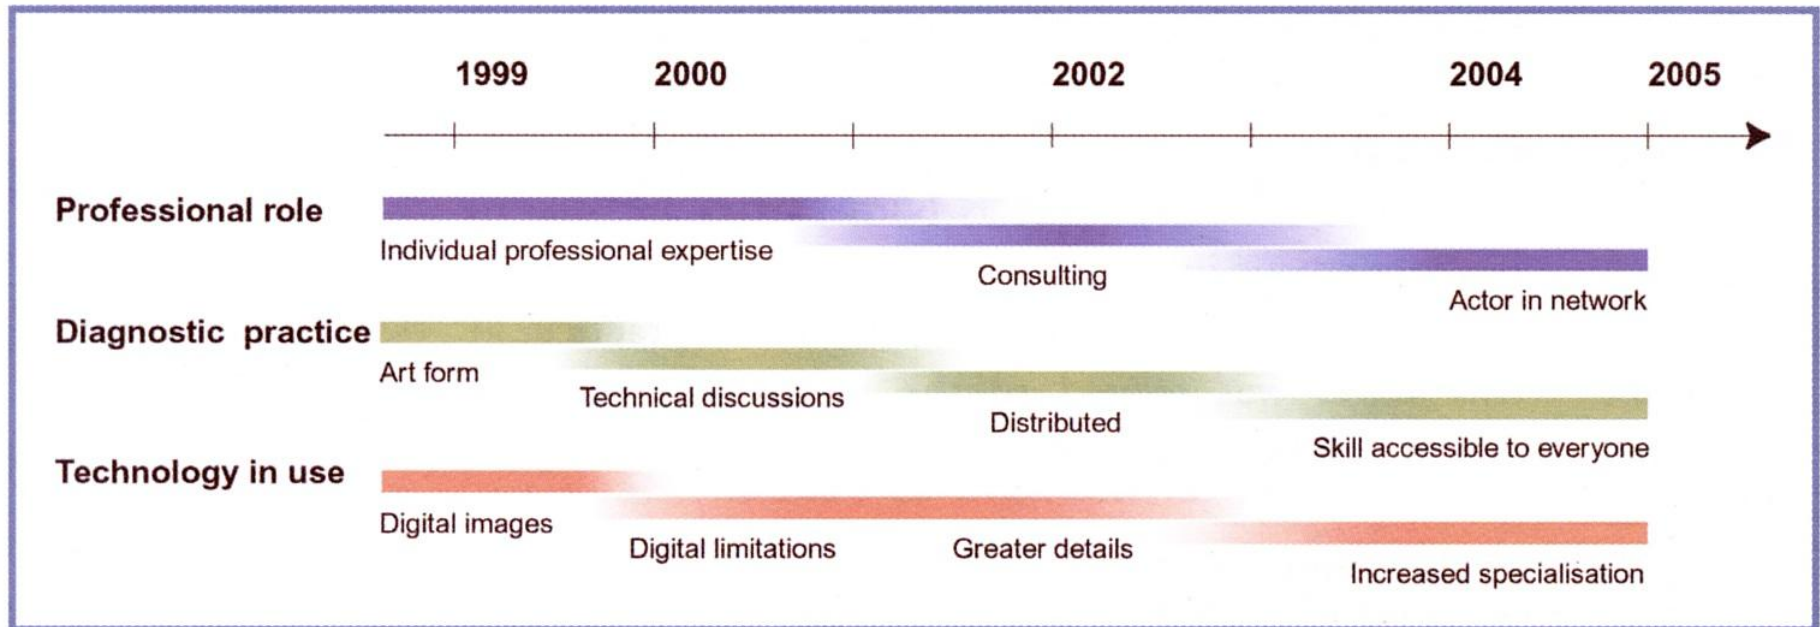 1999 2000 2002 2004 2005
Professional role
Individual professional expertise
Consulting
Actor in network
Diagnostic practice
Art form
Technical discussions
Distributed
Skill accessible to everyone
Technology in use
Digital images
Digital limitations Greater details
Increased specialisation